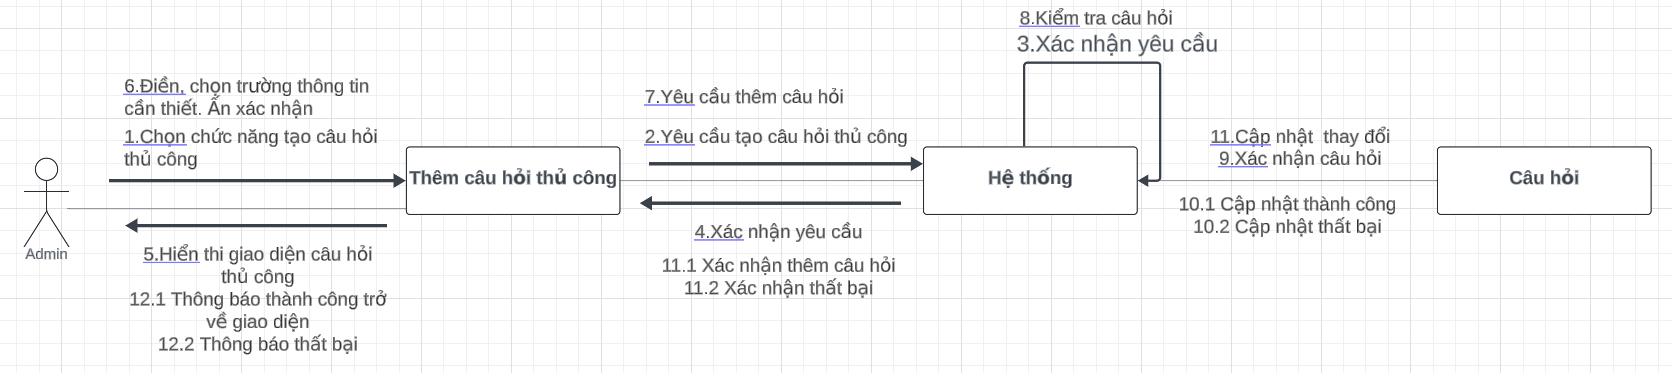 8.Kiểm tra câu hỏi
3.Xác nhận yêu cầu
6.Điền, chọn trường thông tin
cần thiết. Ấn xác nhận
1.Chọn chức năng tạo câu hỏi
thủ công
7.Yêu cầu thêm câu hỏi
2.Yêu cầu tạo câu hỏi thủ công
11.Cập nhật  thay đổi
9.Xác nhận câu hỏi
Thêm câu hỏi thủ công
Hệ thống
Câu hỏi
10.1 Cập nhật thành công
10.2 Cập nhật thất bại
Admin
5.Hiển thi giao diện câu hỏi
thủ công
12.1 Thông báo thành công trở
về giao diện
12.2 Thông báo thất bại
4.Xác nhận yêu cầu
11.1 Xác nhận thêm câu hỏi
11.2 Xác nhận thất bại